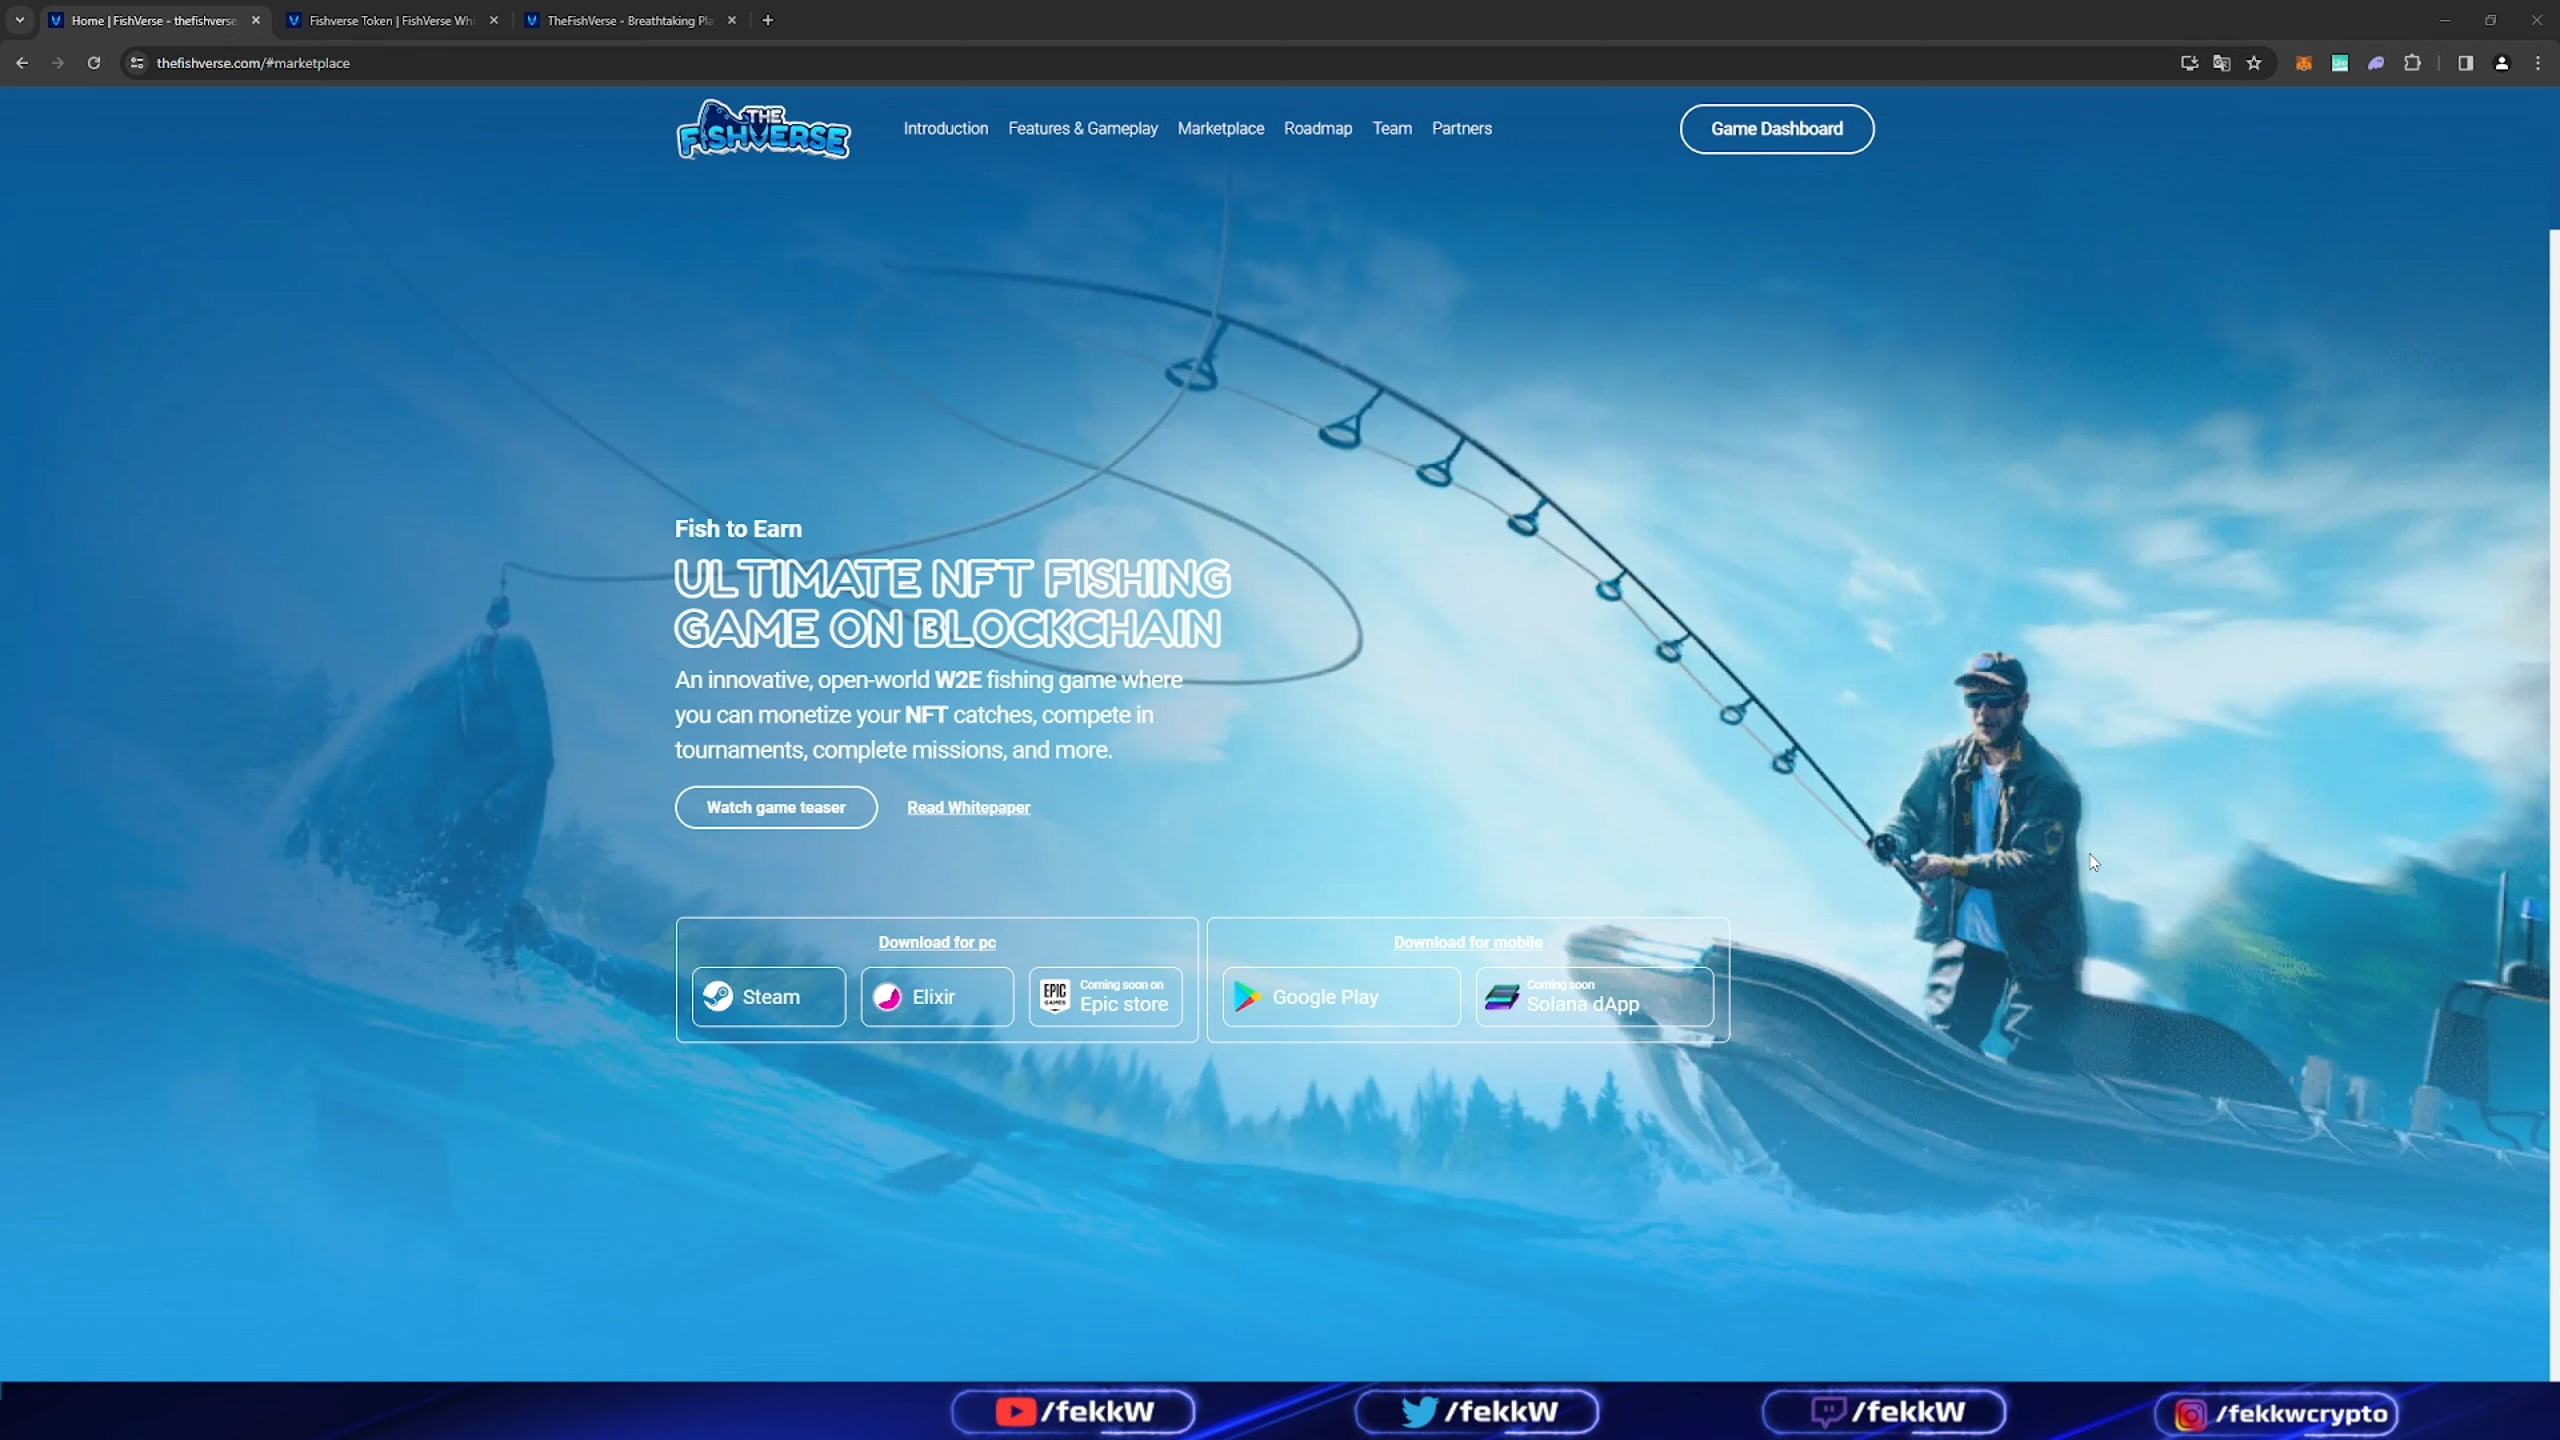 Home | FishVerse - thefishverse
Fishverse Token | FishVerse Whi
TheFishVerse - Breathtaking Pla
thefishverse.com/#marketplace
THE
FISHVERSE
Introduction
Features & Gameplay
Marketplace
Roadmap
Team
Partners
Game Dashboard
Fish to Earn
ULTIMATE NFT FISHING
GAME ON BLOCKCHAIN
An innovative, open-world W2E fishing game where
you can monetize your NFT catches, compete in
tournaments, complete missions, and more.
Watch game teaser
Read Whitepaper
Download for pc
Steam
Elixir
EPIC
GAMES
Coming soon on
Epic store
Download for mobile
Google Play
Coming soon
Solana dApp
/fekkW
/fekkW
/fekkW
/fekkwcrypto